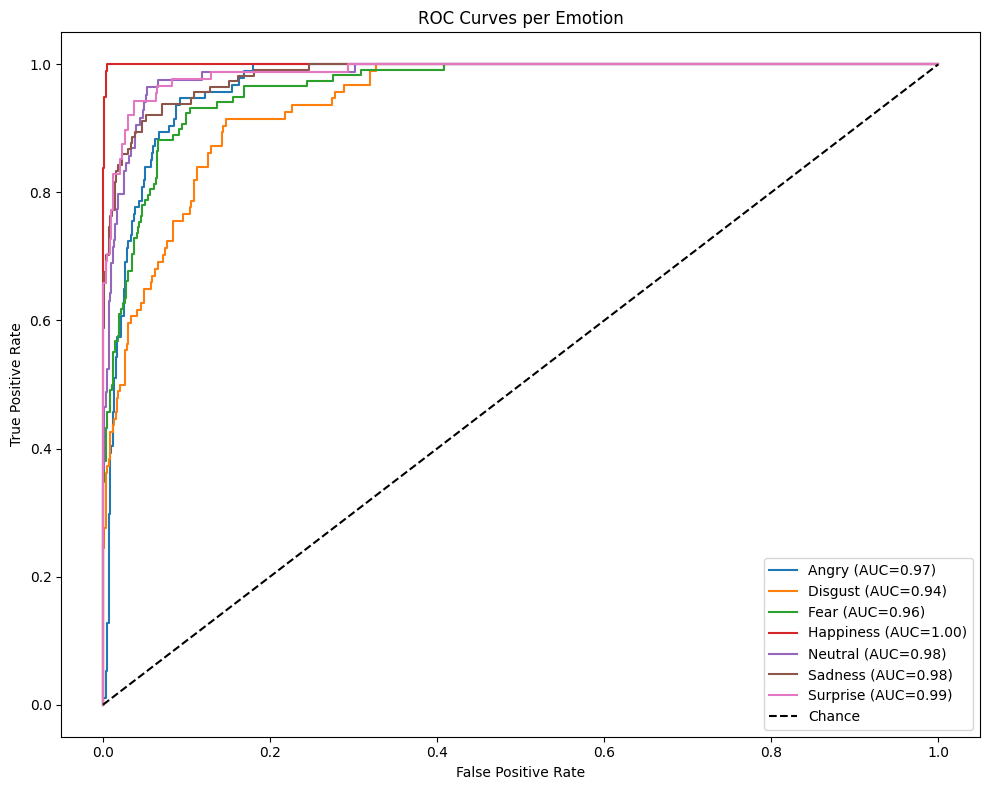 ROC Curves per Emotion
True Positive Rate
1.0
0.8
0.6
0.4
0.2
0.0
0.0 0.2 0.4 0.6 0.8 1.0
False Positive Rate
Angry (AUC=0.97)
Disgust (AUC=0.94)
Fear (AUC=0.96)
Happiness (AUC=1.00)
Neutral (AUC=0.98)
Sadness (AUC=0.98)
Surprise (AUC=0.99)
Chance